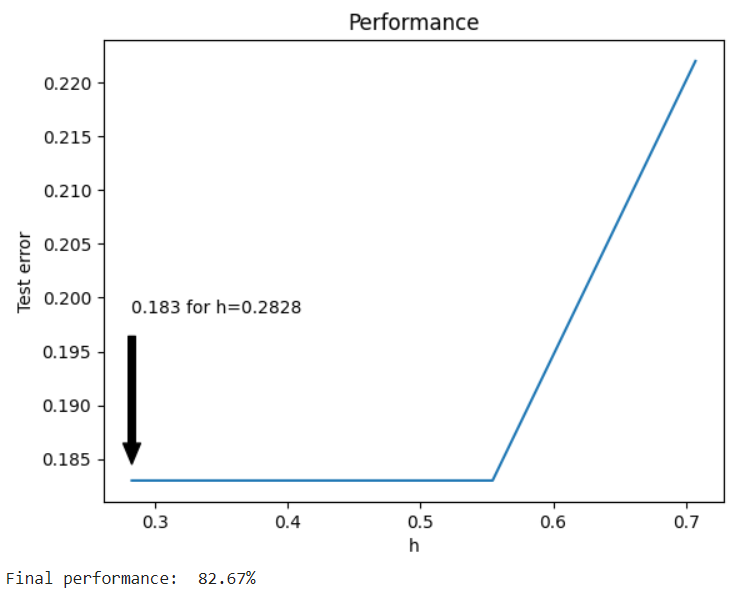 Performance
0.220
0.215
0.210
0.205
0.200
0.195
0.190
0.185
Test error
0.183 for h=0.2828
0.3 0.4 0.5 0.6 0.7
h
Final performance:  82.67%